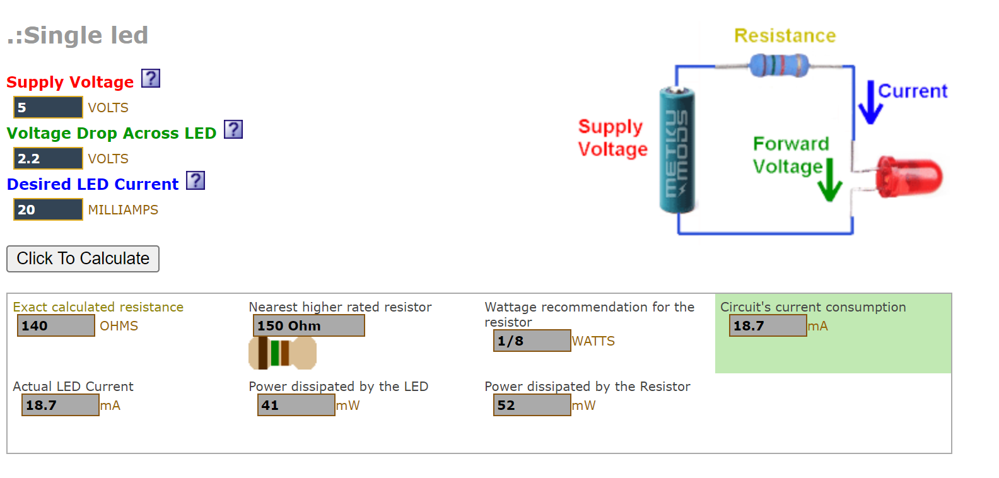 .:Single led
Supply Voltage ?
5 VOLTS
Voltage Drop Across LED ?
2.2 VOLTS
Desired LED Current ?
20 MILLIAMPS
Click To Calculate
Resistance
Current
Supply
Voltage
Forward
Voltage
METKU
MODS
Exact calculated resistance
140 OHMS
Nearest higher rated resistor
150 Ohm
Wattage recommendation for the
resistor
1/8 WATTS
Circuit's current consumption
18.7 mA
Actual LED Current
18.7 mA
Power dissipated by the LED
41 mW
Power dissipated by the Resistor
52 mW